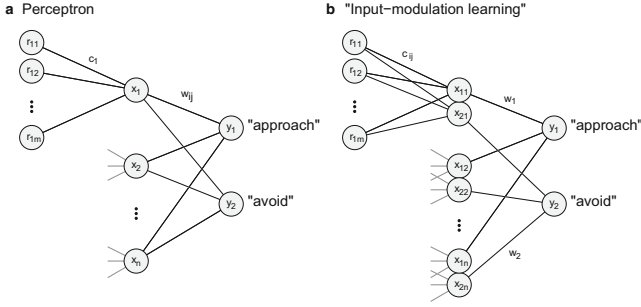 a Perceptron
r11
r12
r1m
c1
x1
wij
x2
xn
y1
"approach"
y2
"avoid"
b "Input−modulation learning"
r11
r12
r1m
cij
x11
x21
w1
x12
x22
x1n
x2n
w2
y1
"approach"
y2
"avoid"